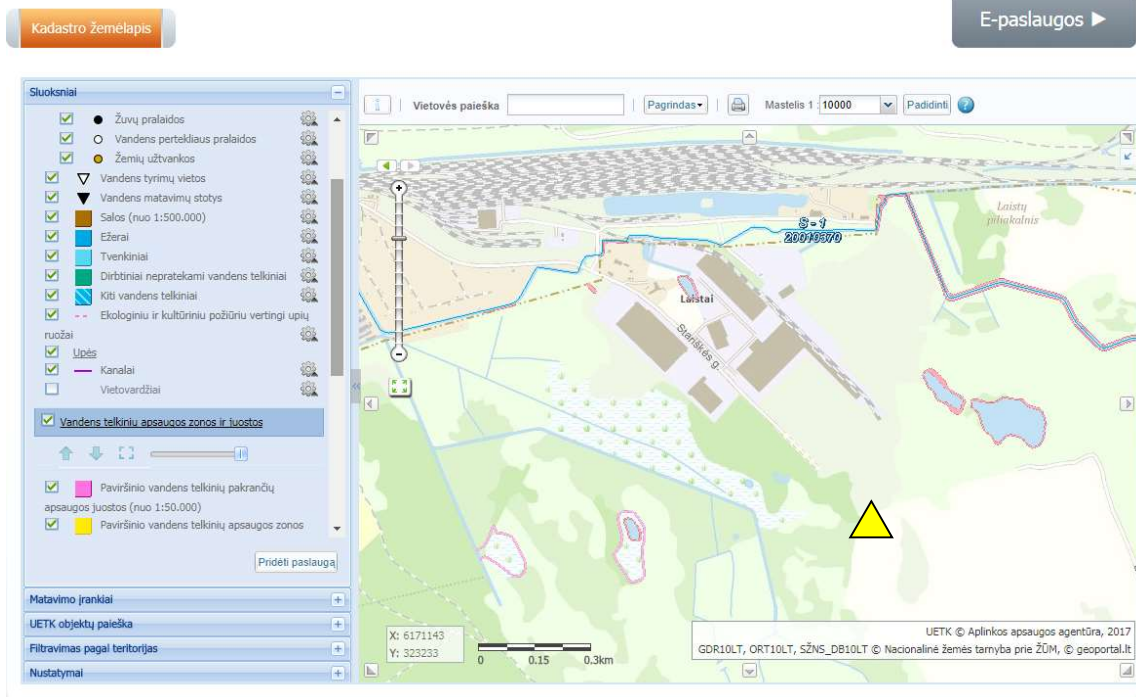 Kadastro žemėlapis
E-paslaugos ▶
Sluoksniai
Žuvų pralaidos
Vandens pertekliaus pralaidos
Žemių užtvankos
Vandens tyrimų vietos
Vandens matavimų stotys
Salos (nuo 1:500.000)
Ežerai
Tvenkiniai
Dirbtiniai nepratekami vandens telkiniai
Kiti vandens telkiniai
Ekologiniu ir kultūriniu požiūriu vertingi upių
ruožai
Upės
Kanalai
Vietovardžiai
Vandens telkinių apsaugos zonos ir juostos
Paviršinio vandens telkinių pakrančių
apsaugos juostos (nuo 1:50.000)
Paviršinio vandens telkinių apsaugos zonos
Pridėti paslaugą
Matavimo įrankiai
UETK objektų paieška
Filtravimas pagal teritorijas
Nustatymai
Vietovės paieška
Pagrindas
Mastelis 1 : 10000
Padidinti
Laistų
piliakalnis
S - 1
20010370
Laistai
Stariškės g.
X: 6171143
Y: 323233
0 0.15 0.3km
UETK © Aplinkos apsaugos agentūra, 2017
GDR10LT, ORT10LT, SŽNS_DB10LT © Nacionalinė žemės tarnyba prie ŽŪM, © geoportal.lt